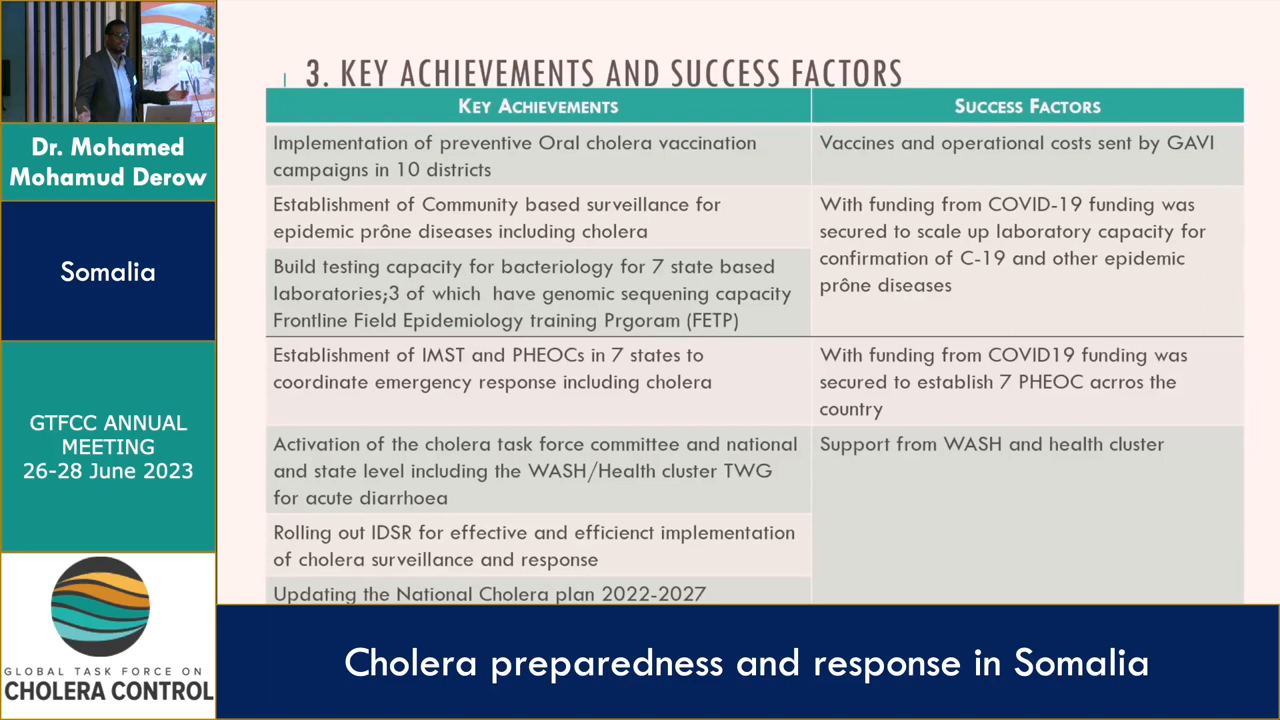 Dr. Mohamed
Mohamud Derow
Somalia
GTFCC ANNUAL
MEETING
26-28 June 2023
GLOBAL TASK FORCE ON
CHOLERA CONTROL
3. KEY ACHIEVEMENTS AND SUCCESS FACTORS
KEY ACHIEVEMENTS
SUCCESS FACTORS
Implementation of preventive Oral cholera vaccination
campaigns in 10 districts
Vaccines and operational costs sent by GAVI
Establishment of Community based surveillance for
epidemic prône diseases including cholera
With funding from COVID-19 funding was
secured to scale up laboratory capacity for
confirmation of C-19 and other epidemic
prône diseases
Build testing capacity for bacteriology for 7 state based
laboratories;3 of which have genomic sequening capacity
Frontline Field Epidemiology training Prgoram (FETP)
Establishment of IMST and PHEOCs in 7 states to
coordinate emergency response including cholera
With funding from COVID19 funding was
secured to establish 7 PHEOC acrros the
country
Activation of the cholera task force committee and national
and state level including the WASH/Health cluster TWG
for acute diarrhoea
Support from WASH and health cluster
Rolling out IDSR for effective and efficienct implementation
of cholera surveillance and response
Updating the National Cholera plan 2022-2027
Cholera preparedness and response in Somalia